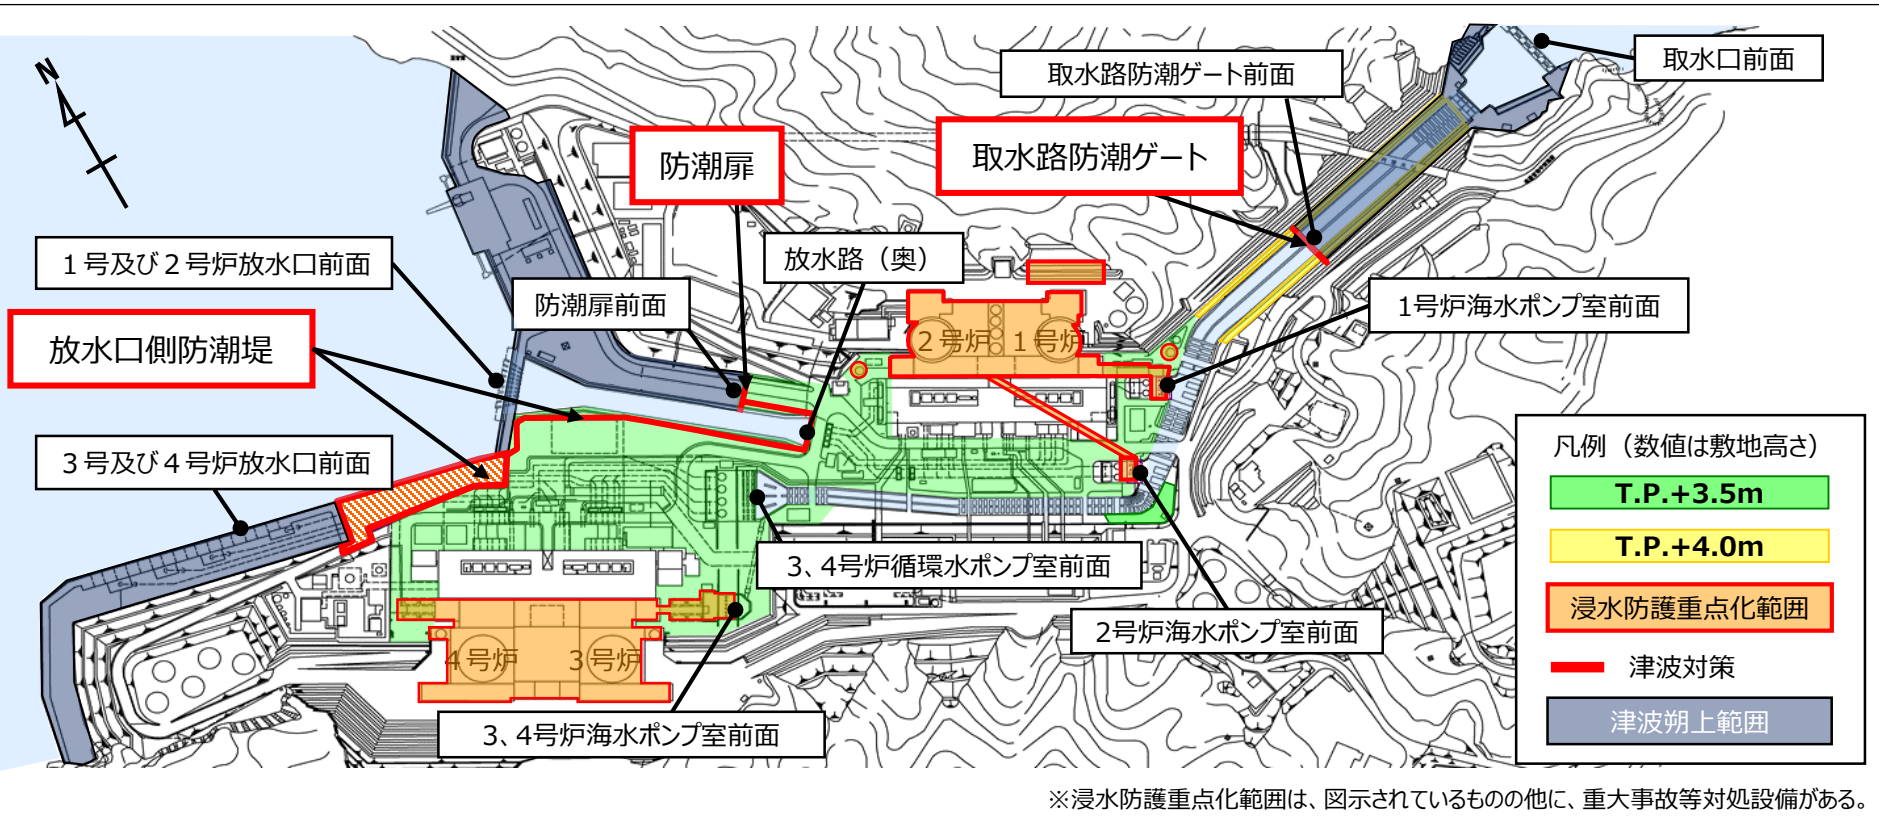 N
取水路防潮ゲート前面
取水口前面
防潮扉
取水路防潮ゲート
1号及び2号炉放水口前面
放水路（奥）
防潮扉前面
1号炉海水ポンプ室前面
放水口側防潮堤
2号炉 1号炉
3号及び4号炉放水口前面
凡例（数値は敷地高さ）
T.P.+3.5m
T.P.+4.0m
浸水防護重点化範囲
津波対策
津波朔上範囲
3、4号炉循環水ポンプ室前面
2号炉海水ポンプ室前面
4号炉 3号炉
3、4号炉海水ポンプ室前面
※浸水防護重点化範囲は、図示されているものの他に、重大事故等対処設備がある。